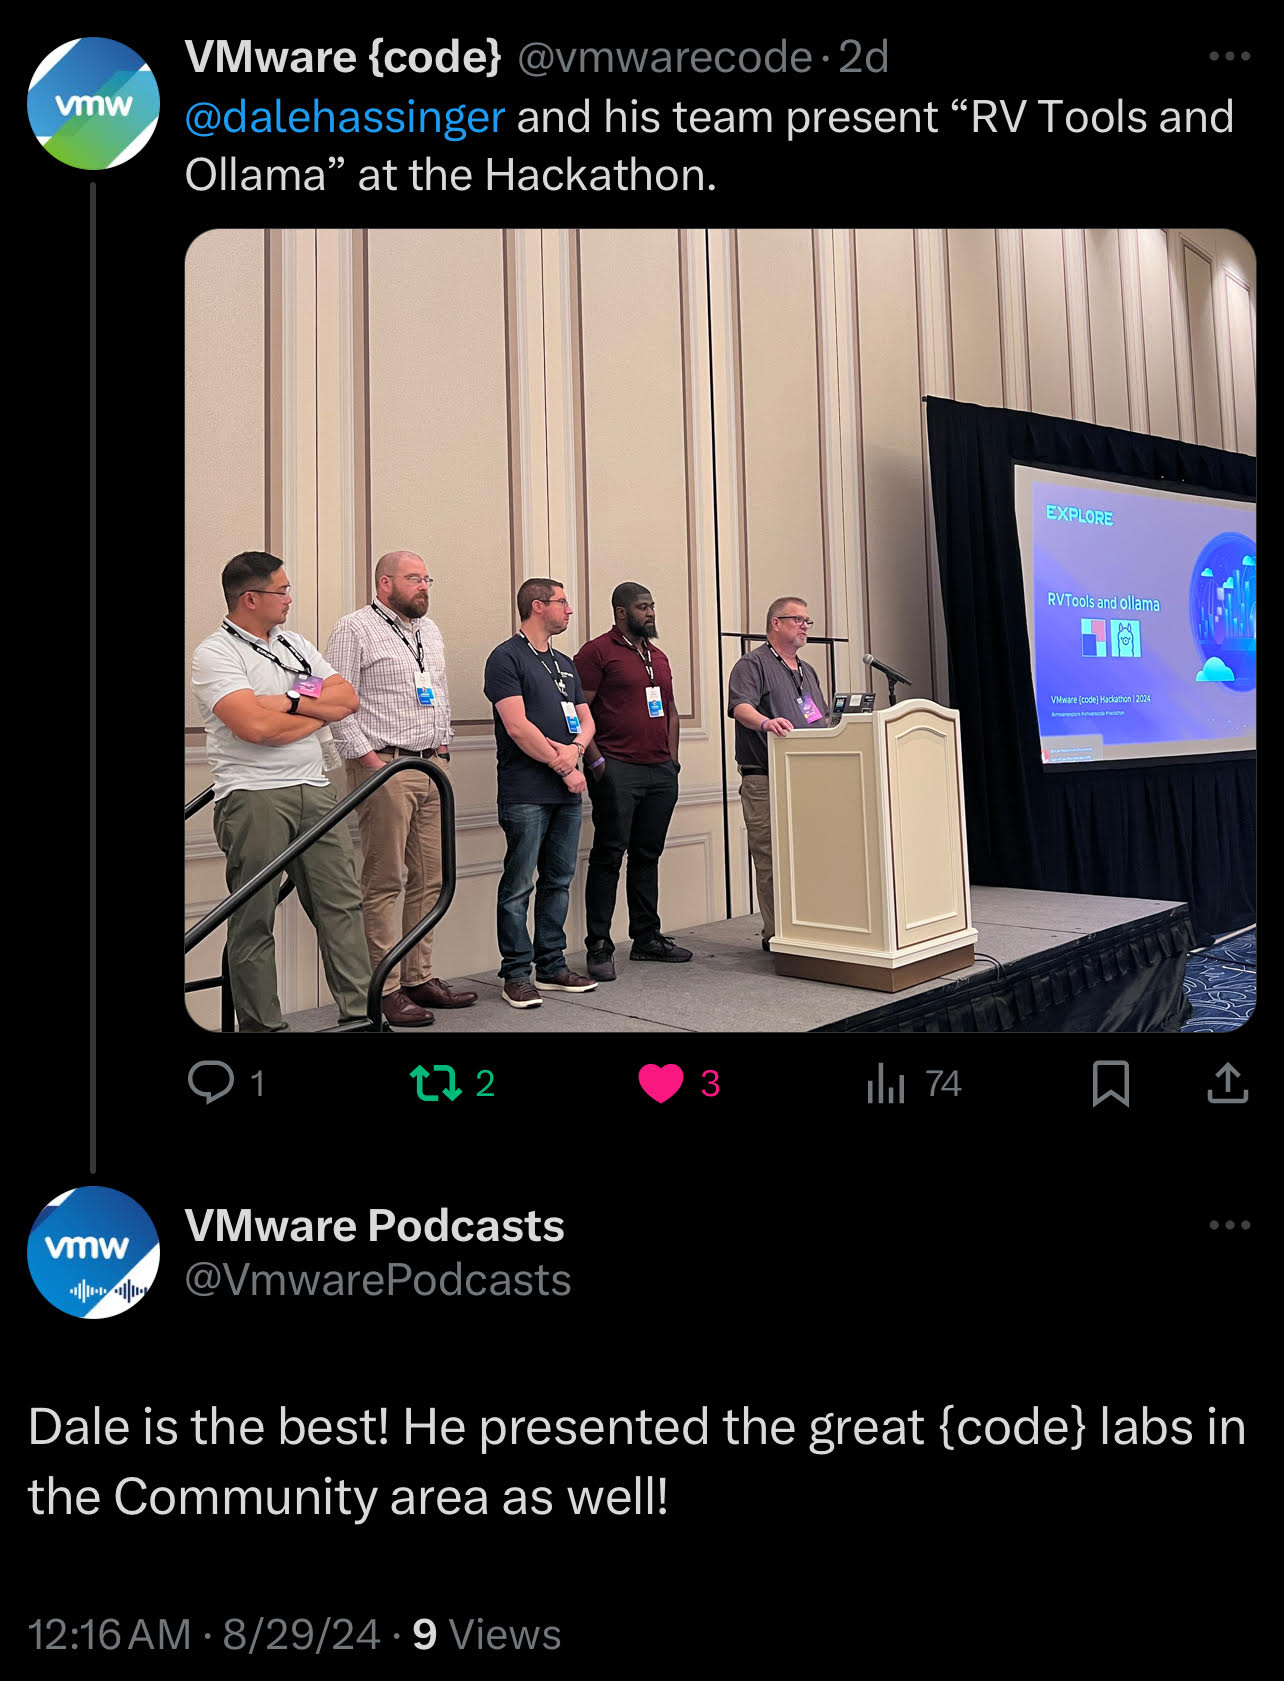 vmw
VMware {code} @vmwarecode · 2d
@dalehassinger and his team present “RV Tools and
Ollama” at the Hackathon.
EXPLORE
RVTools and ollama
VMware {code} Hackathon | 2024
1
2
3
74
vmw
VMware Podcasts
@VmwarePodcasts
Dale is the best! He presented the great {code} labs in
the Community area as well!
12:16 AM · 8/29/24 · 9 Views